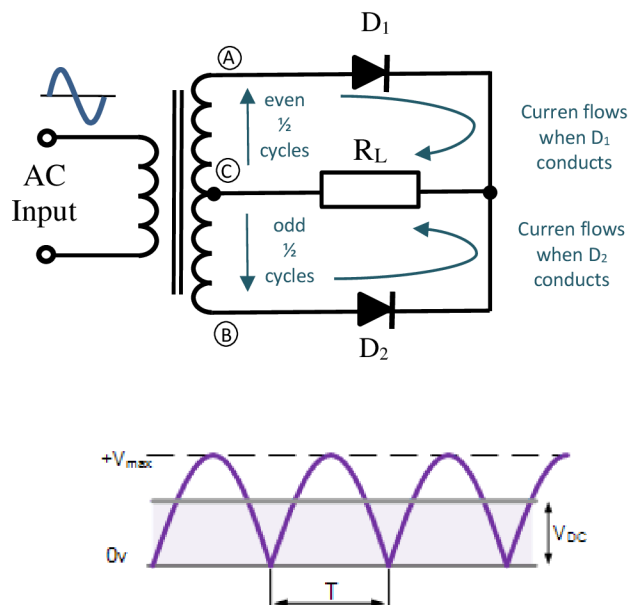 D1
A
even
½
cycles
Curren flows
when D1
conducts
AC
Input
C
RL
odd
½
cycles
Curren flows
when D2
conducts
B
D2
+Vmax
VDC
0v
T